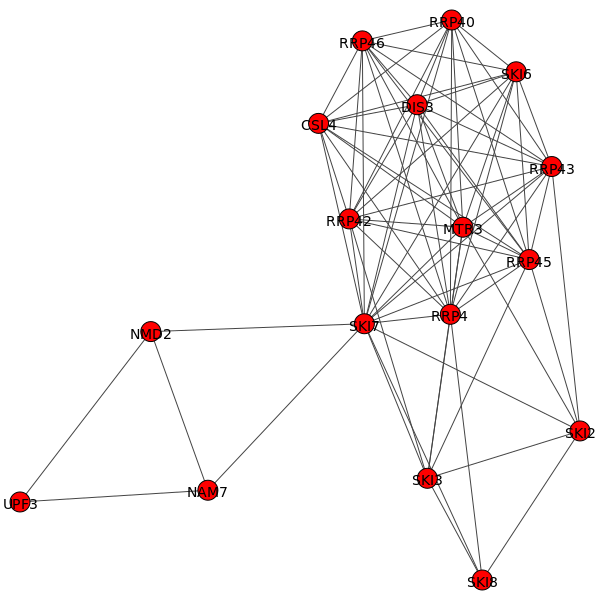 RRP40
RRP46
SKI6
DIS3
CSL4
RRP43
RRP42
MTR3
RRP45
RRP4
SKI7
NMD2
SKI2
SKI3
NAM7
UPF3
SKI8